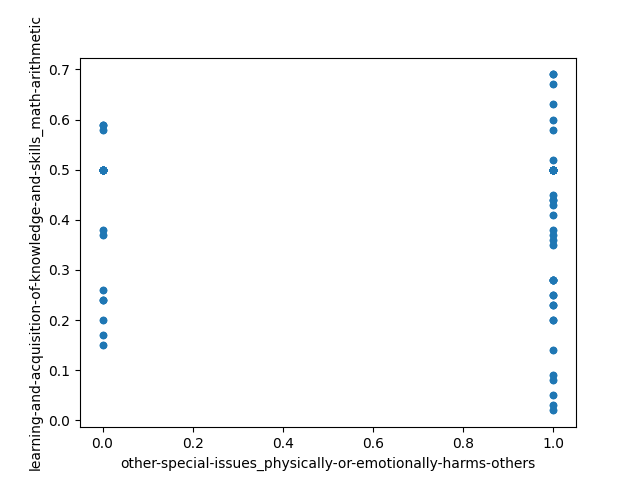 learning-and-acquisition-of-knowledge-and-skills_math-arithmetic
0.7
0.6
0.5
0.4
0.3
0.2
0.1
0.0
0.0 0.2 0.4 0.6 0.8 1.0
other-special-issues_physically-or-emotionally-harms-others